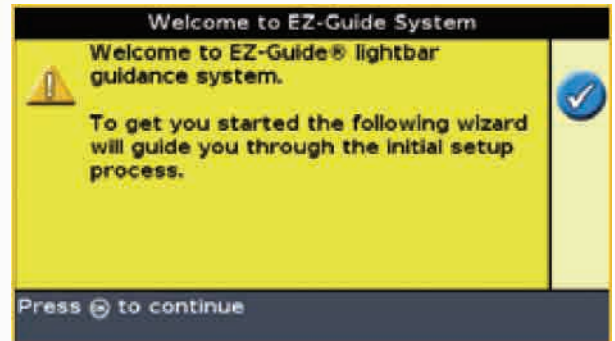 Welcome to EZ-Guide System
Welcome to EZ-Guide® lightbar
guidance system.
To get you started the following wizard
will guide you through the initial setup
process.
Press to continue